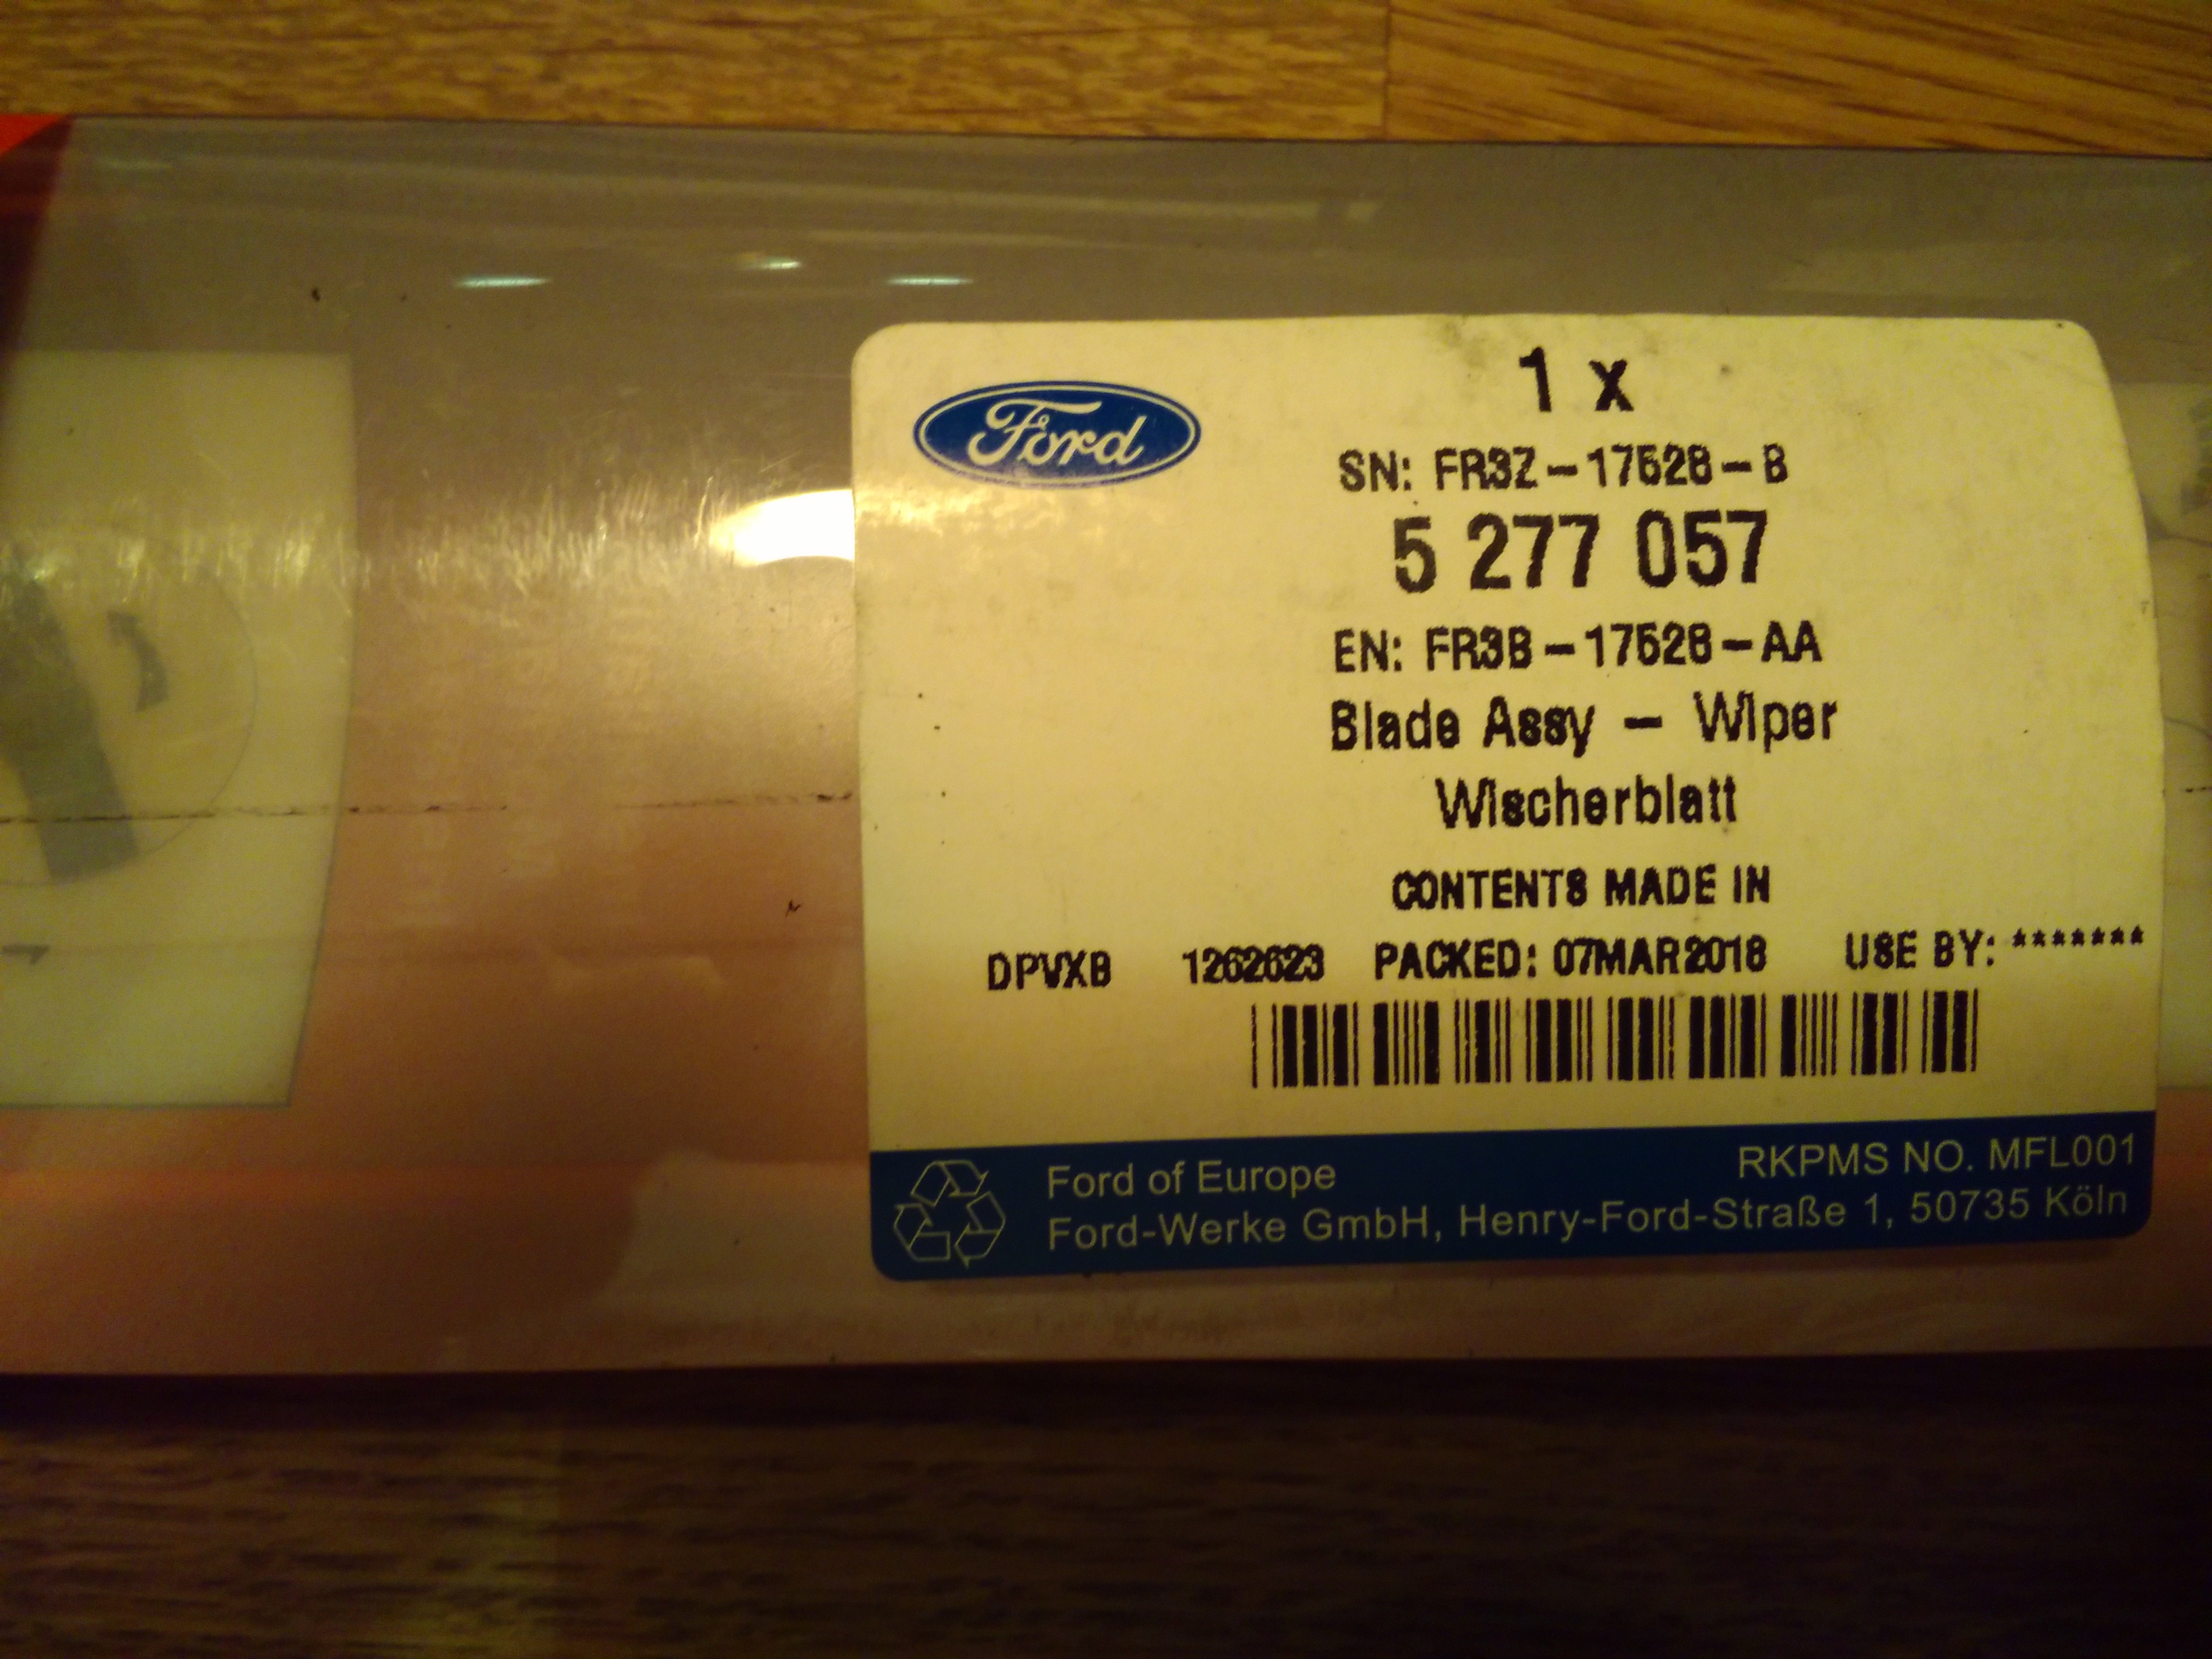 Ford
1 x
SN: FR3Z-17528-B
5 277 057
EN: FR3B-17528-AA
Blade Assy - Wiper
Wischerblatt
CONTENTS MADE IN
DPVXB 1262623 PACKED: 07MAR2018 USE BY: *******
RKPMS NO. MFL001
Ford of Europe
Ford-Werke GmbH, Henry-Ford-Straße 1, 50735 Köln